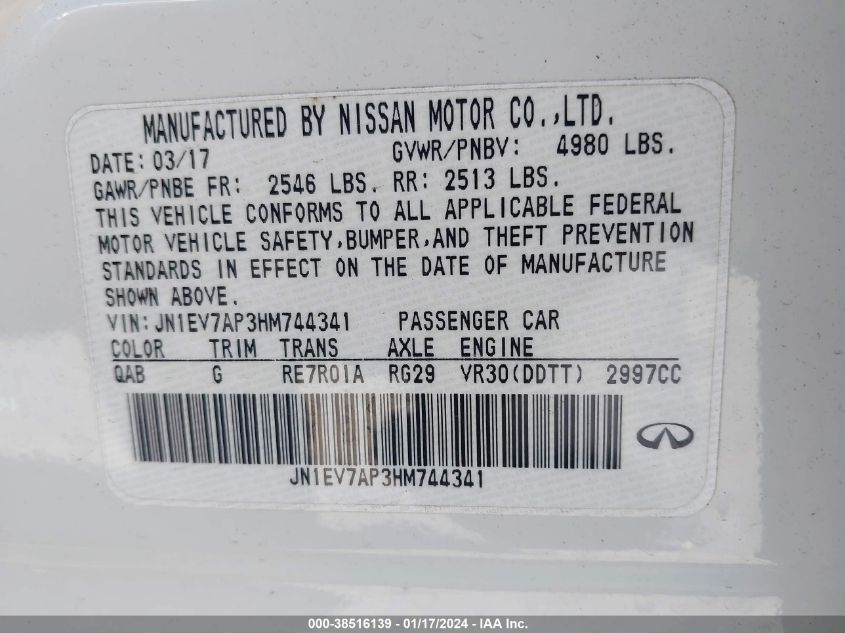 MANUFACTURED BY NISSAN MOTOR CO.,LTD.
DATE: 03/17 GVWR/PNBV: 4980 LBS.
GAWR/PNBE FR: 2546 LBS. RR: 2513 LBS.
THIS VEHICLE CONFORMS TO ALL APPLICABLE FEDERAL
MOTOR VEHICLE SAFETY,BUMPER,AND THEFT PREVENTION
STANDARDS IN EFFECT ON THE DATE OF MANUFACTURE
SHOWN ABOVE.
VIN:JN1EV7AP3HM744341 PASSENGER CAR
COLOR TRIM TRANS AXLE ENGINE
QAB G RE7R01A RG29 VR30(DDTT) 2997CC
JN1EV7AP3HM744341
000-38516139 - 01/17/2024 - IAA Inc.